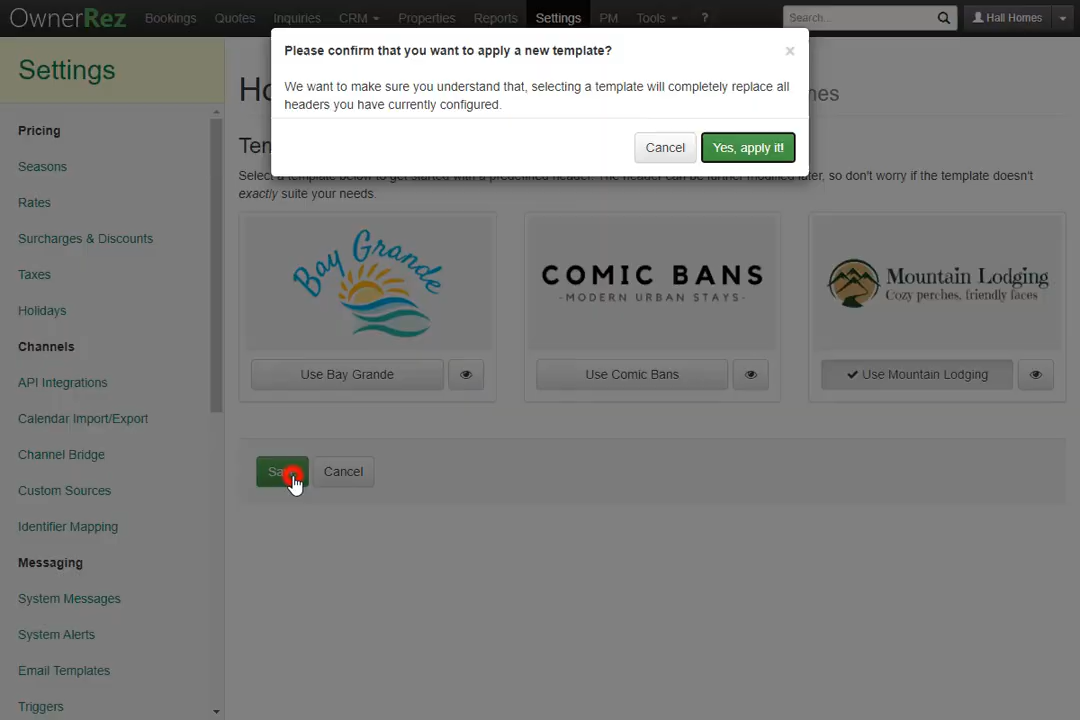 OwnerRez Bookings Quotes Inquiries CRM Properties Reports Settings PM Tools ? Search... Hall Homes
Please confirm that you want to apply a new template? ×
We want to make sure you understand that, selecting a template will completely replace all
headers you have currently configured.
Cancel Yes, apply it!
Settings
Pricing
Seasons
Rates
Surcharges & Discounts
Taxes
Holidays
Channels
API Integrations
Calendar Import/Export
Channel Bridge
Custom Sources
Identifier Mapping
Messaging
System Messages
System Alerts
Email Templates
Triggers
exactly suite your needs.
Bay Grande
COMIC BANS
-MODERN URBAN STAYS-
Mountain Lodging
Cozy perches, friendly faces
Use Bay Grande
Use Comic Bans
Use Mountain Lodging
Cancel